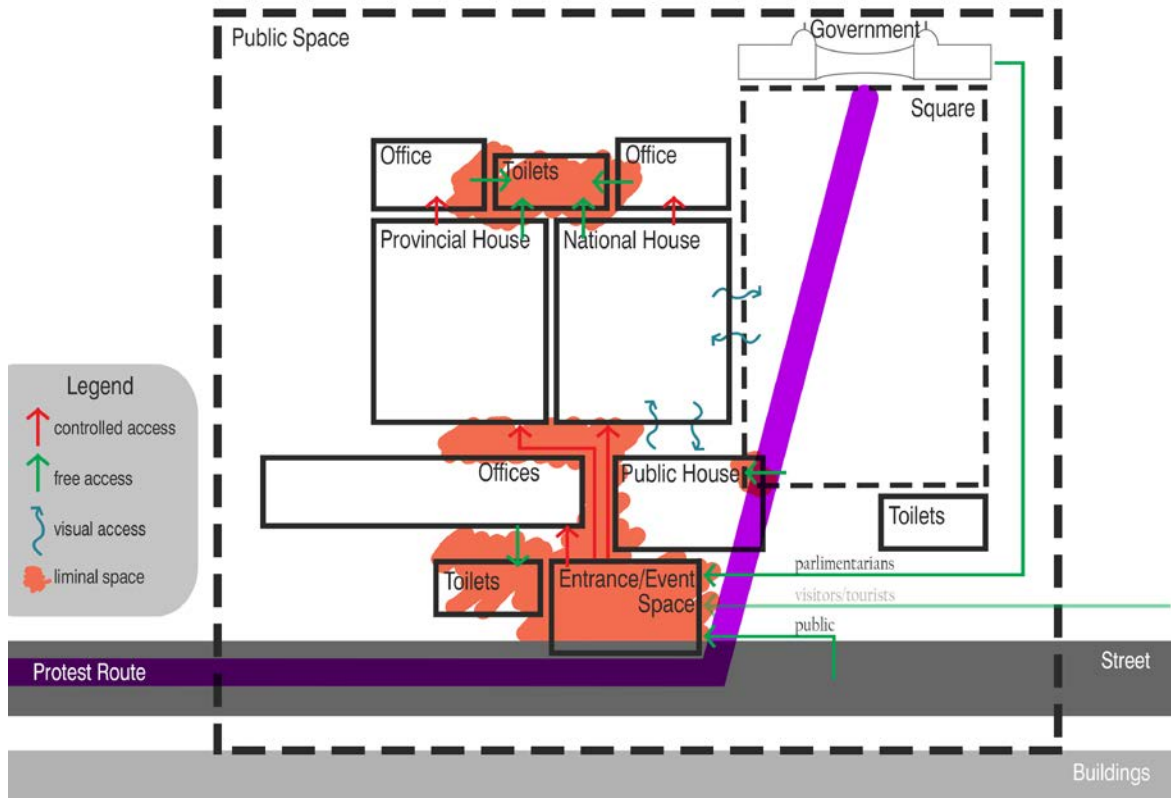 Public Space
Government
Square
Office
Toilets
Office
Provincial House
National House
Legend
controlled access
free access
visual access
liminal space
Offices
Public House
Toilets
Toilets
Entrance/Event
Space
parlimentarians
visitors/tourists
public
Protest Route
Street
Buildings